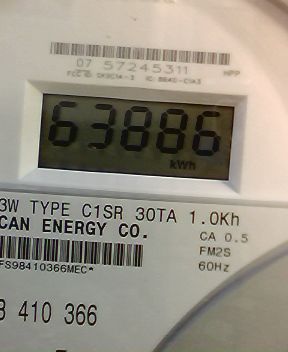 07 57245311 HPP
63886
kWh
3W TYPE C1SR 30TA 1.0Kh
CAN ENERGY CO.
CA 0.5
FM2S
FS98410366MEC*
60Hz
410 366